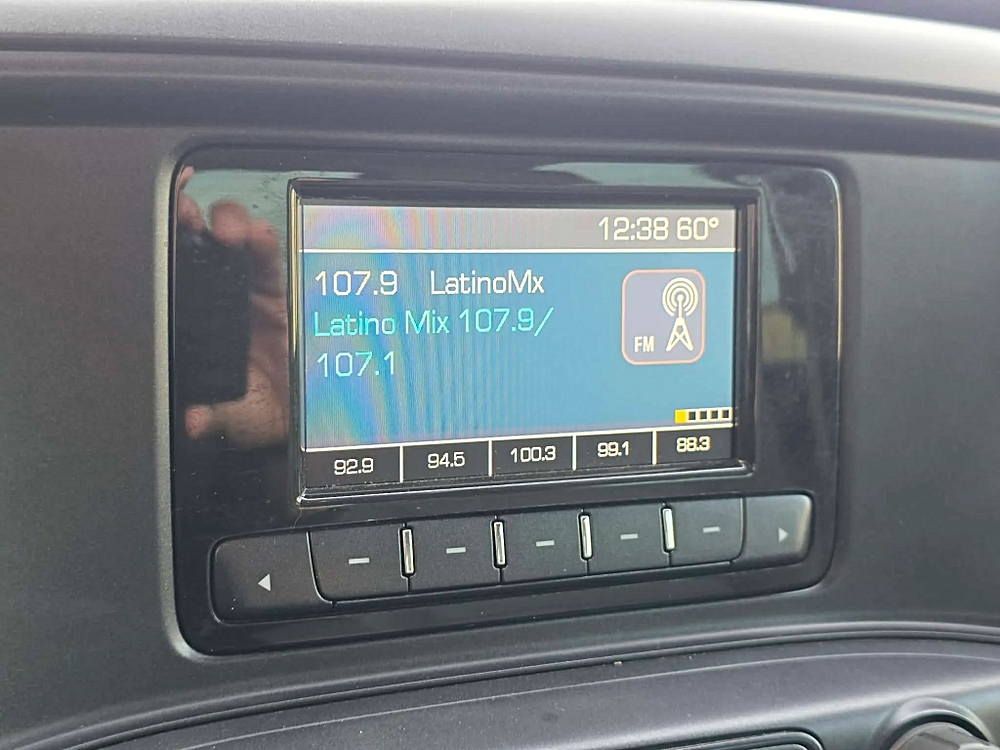 12:38 60°
107.9 LatinoMx
Latino Mix 107.9/
107.1
FM
92.9 94.5 100.3 99.1 88.3